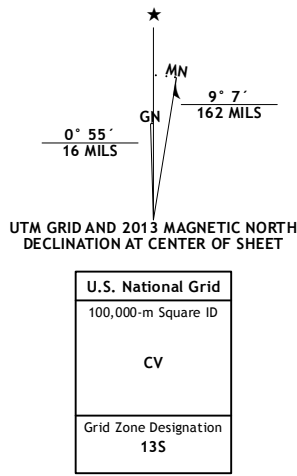 ★
MN
GN
9° 7´
162 MILS
0° 55´
16 MILS
UTM GRID AND 2013 MAGNETIC NORTH
DECLINATION AT CENTER OF SHEET
U.S. National Grid
100,000-m Square ID
CV
Grid Zone Designation
13S